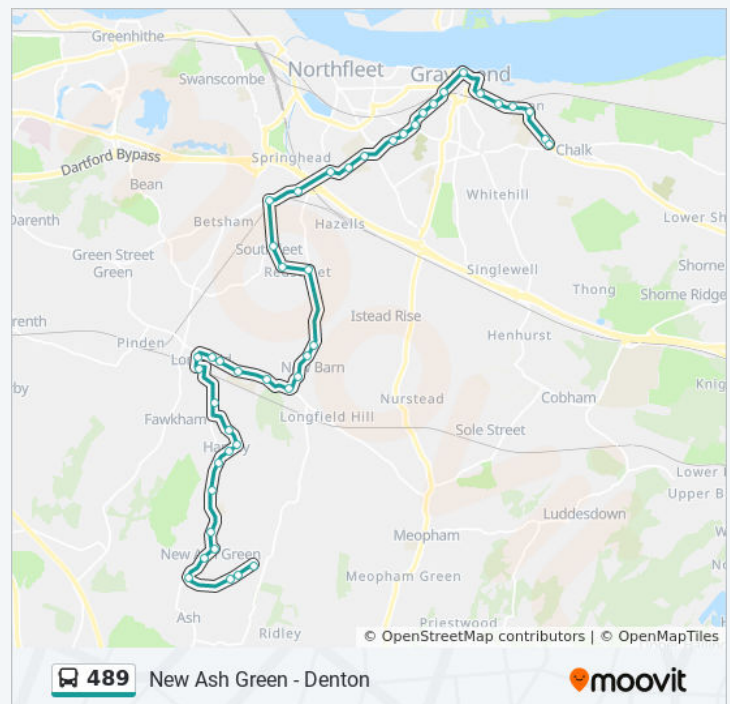 Greenhithe
Northfleet
Swanscombe
Dartford Bypass
Springhead
Chalk
Bean
Whitehill
Darenth
Betsham
Hazells
Lower Sh
Green Street
Green
Singlewell
Shorne
Thong
Shorne Ridge
Istead Rise
Henhurst
Pinden
New Barn
Knig
Nurstead
Cobham
Fawkham
Longfield Hill
Sole Street
Lower
Upper B
Luddesdown
Meopham
New Ash Green
Meopham Green
Ash
Ridley
Priestwood
© OpenStreetMap contributors | © OpenMapTiles
489 New Ash Green - Denton
moovit